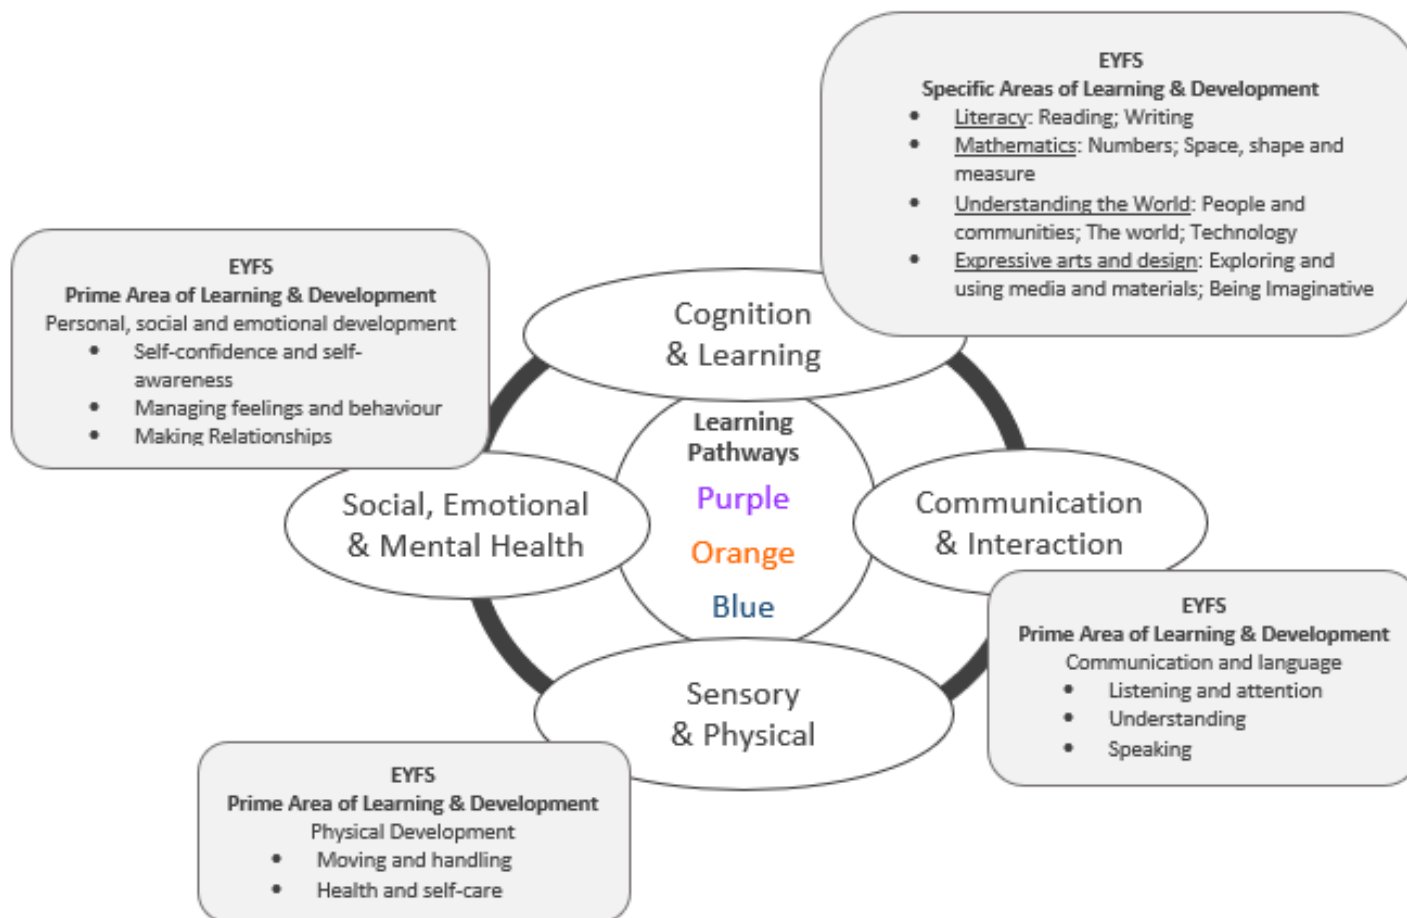 EYFS
Specific Areas of Learning & Development
• Literacy: Reading; Writing
• Mathematics: Numbers; Space, shape and
measure
• Understanding the World: People and
communities; The world; Technology
• Expressive arts and design: Exploring and
using media and materials; Being Imaginative
EYFS
Prime Area of Learning & Development
Personal, social and emotional development
• Self-confidence and self-
awareness
• Managing feelings and behaviour
• Making Relationships
Cognition
& Learning
Learning
Pathways
Purple
Orange
Blue
Social, Emotional
& Mental Health
Communication
& Interaction
Sensory
& Physical
EYFS
Prime Area of Learning & Development
Communication and language
• Listening and attention
• Understanding
• Speaking
EYFS
Prime Area of Learning & Development
Physical Development
• Moving and handling
• Health and self-care